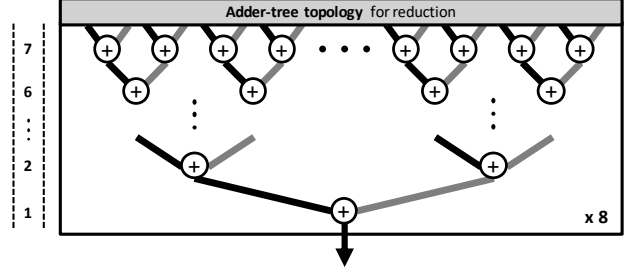 Adder-tree topology for reduction
7
+ + + + • • • + + + +
6
+ + + +
2
+ +
1
+
x 8